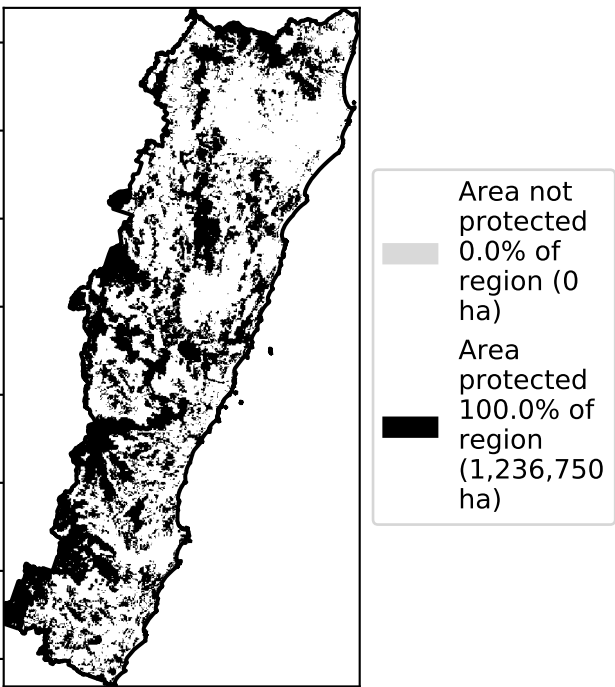 Area not
protected
0.0% of
region (0
ha)
Area
protected
100.0% of
region
(1,236,750
ha)